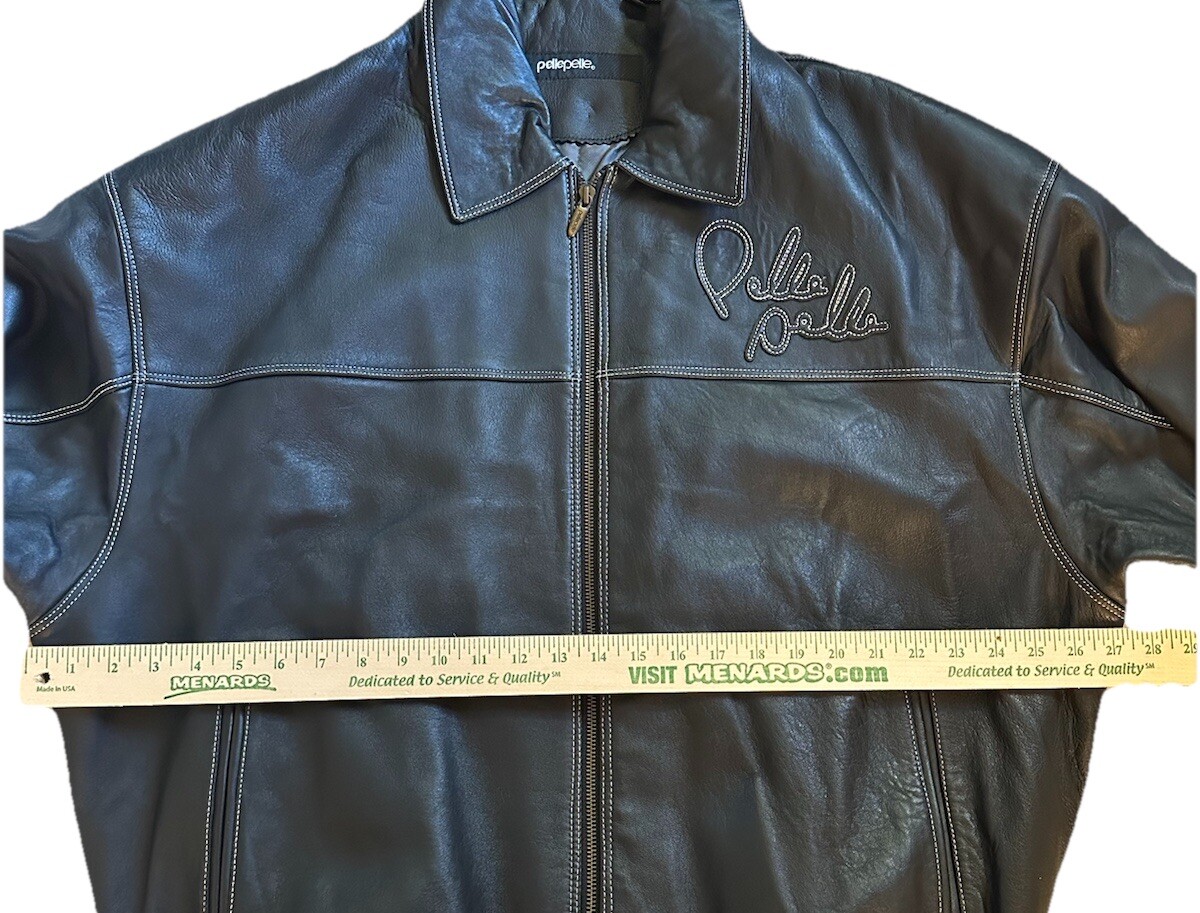 pellepelle
Pelle
pelle
1 2 3 4 5 6 7 8 9 10 11 12 13 14 15 16 17 18 19 20 21 22 23 24 25 26 27 28 29
Made In USA MENARDS Dedicated to Service & Quality℠ VISIT MENARDS®.com Dedicated to Service & Quality℠